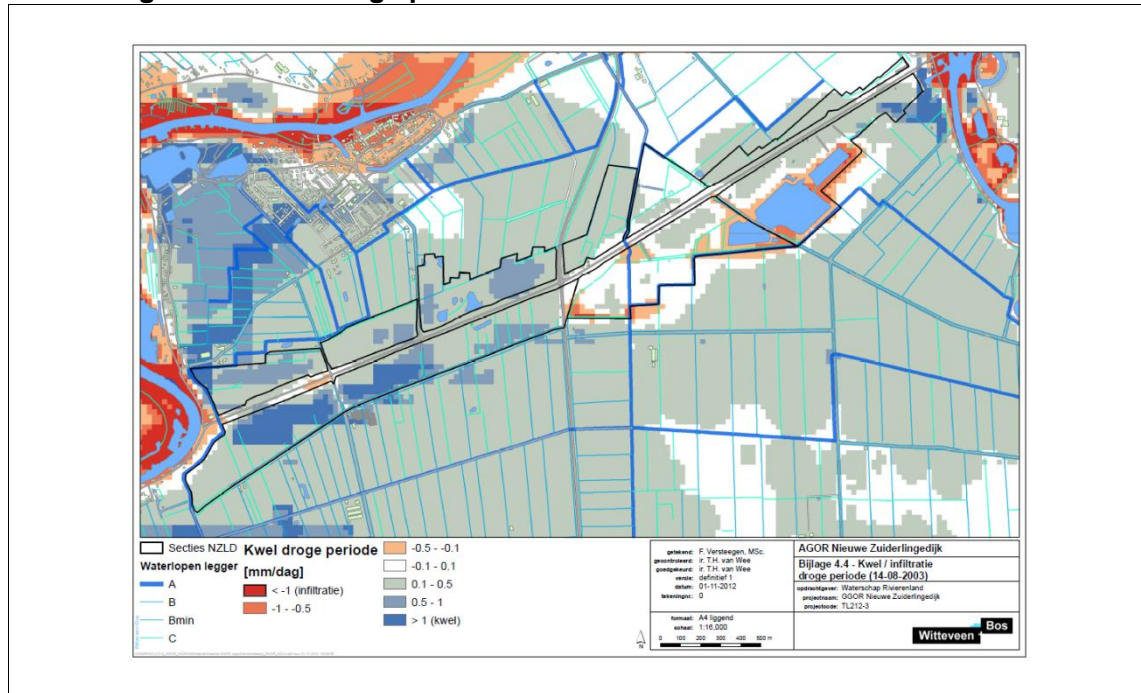 Secties NZLD
Waterlopen legger
A
B
Bmin
C
Kwel droge periode
[mm/dag]
< -1 (infiltratie)
-1 - -0.5
-0.5 - -0.1
-0.1 - 0.1
0.1 - 0.5
0.5 - 1
> 1 (kwel)
getekend: F. Versteegen, MSc.
gecontroleerd: ir. T.H. van Wee
goedgekeurd: ir. T.H. van Wee
versie: definitief 1
datum: 01-11-2012
tekeningnr: 0
formaat: A4 liggend
schaal: 1:16,000
0 100 200 300 400 500 m
N
AGOR Nieuwe Zuiderlingedijk
Bijlage 4.4 - Kwel / infiltratie
droge periode (14-08-2003)
opdrachtgever: Waterschap Rivierenland
projectnaam: GGOR Nieuwe Zuiderlingedijk
projectcode: TL212-3
Witteveen + Bos